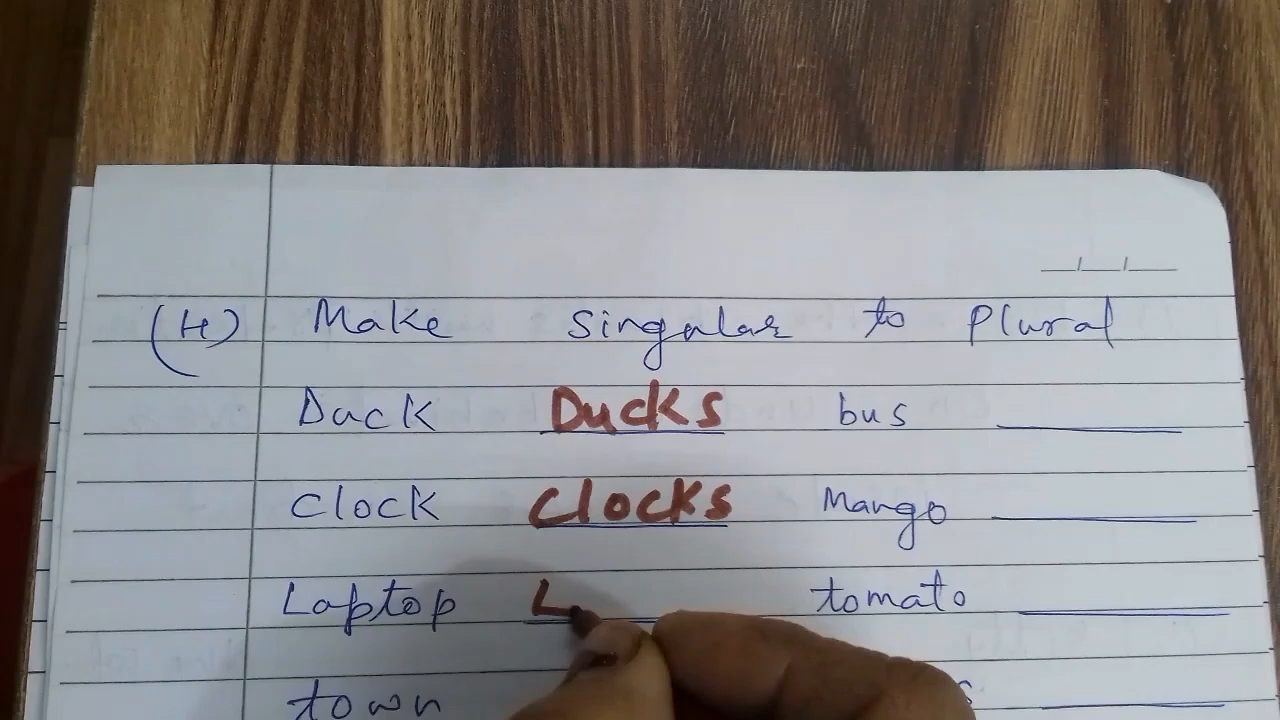 (H) Make Singular to Plural
Duck Ducks bus
Clock Clocks Mango
Laptop L tomato
town